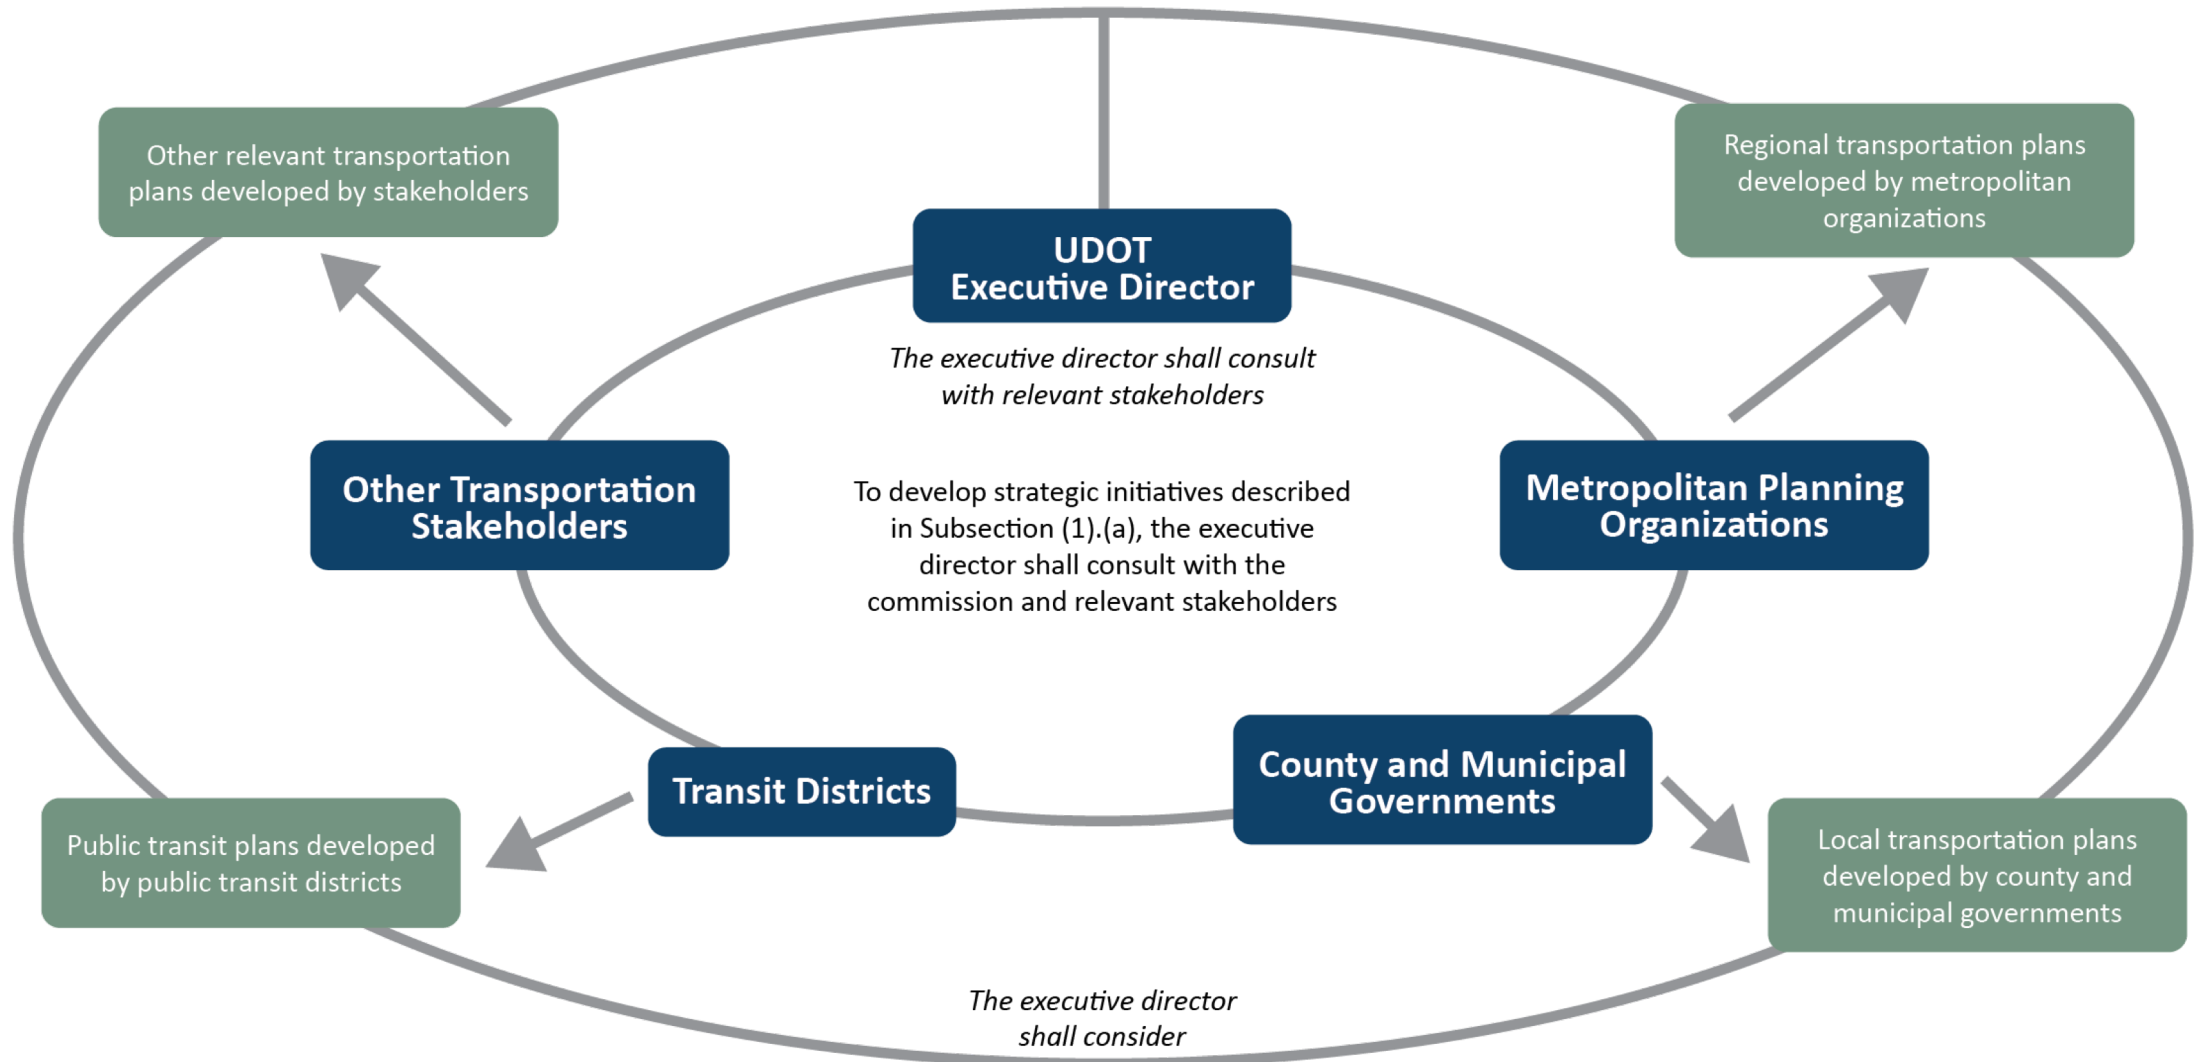 Other relevant transportation
plans developed by stakeholders
Regional transportation plans
developed by metropolitan
organizations
UDOT
Executive Director
The executive director shall consult
with relevant stakeholders
Other Transportation
Stakeholders
To develop strategic initiatives described
in Subsection (1).(a), the executive
director shall consult with the
commission and relevant stakeholders
Metropolitan Planning
Organizations
Transit Districts
County and Municipal
Governments
Public transit plans developed
by public transit districts
Local transportation plans
developed by county and
municipal governments
The executive director
shall consider